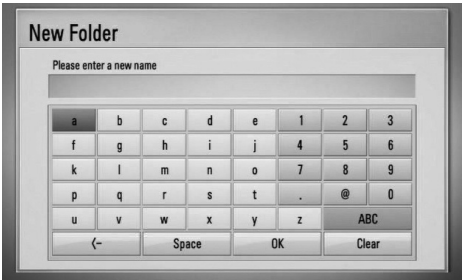 New Folder
Please enter a new name
a b c d e 1 2 3
f g h i j 4 5 6
k l m n o 7 8 9
p q r s t . @ 0
u v w x y z ABC
<- Space OK Clear